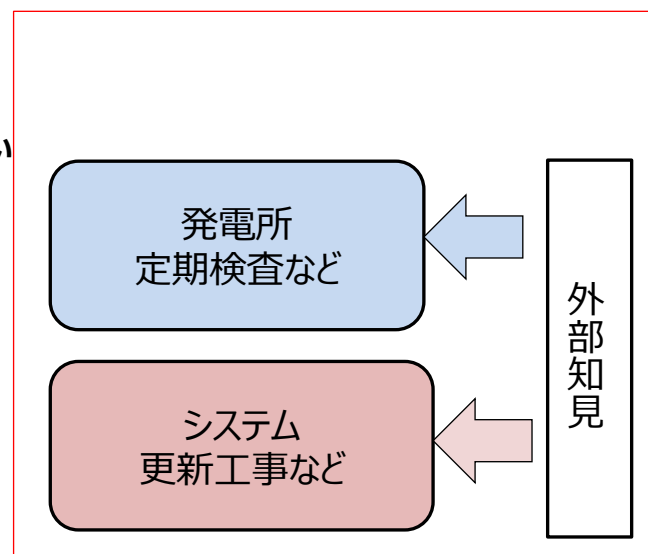 い
発電所
定期検査など
外部知見
システム
更新工事など